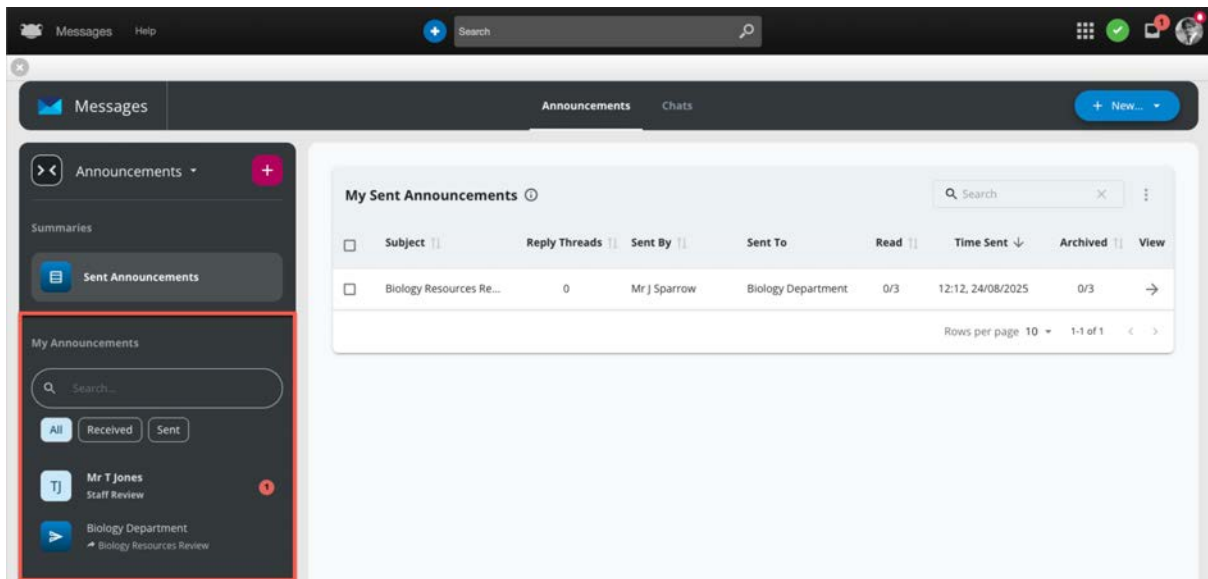 Messages Help Search 1
Messages Announcements Chats + New...
Announcements +
Summaries
Sent Announcements
My Announcements
Search...
All Received Sent
TJ Mr T Jones 1
Staff Review
Biology Department
Biology Resources Review
My Sent Announcements Search
Subject Reply Threads Sent By Sent To Read Time Sent Archived View
Biology Resources Re... 0 Mr J Sparrow Biology Department 0/3 12:12, 24/08/2025 0/3
Rows per page 10 1-1 of 1